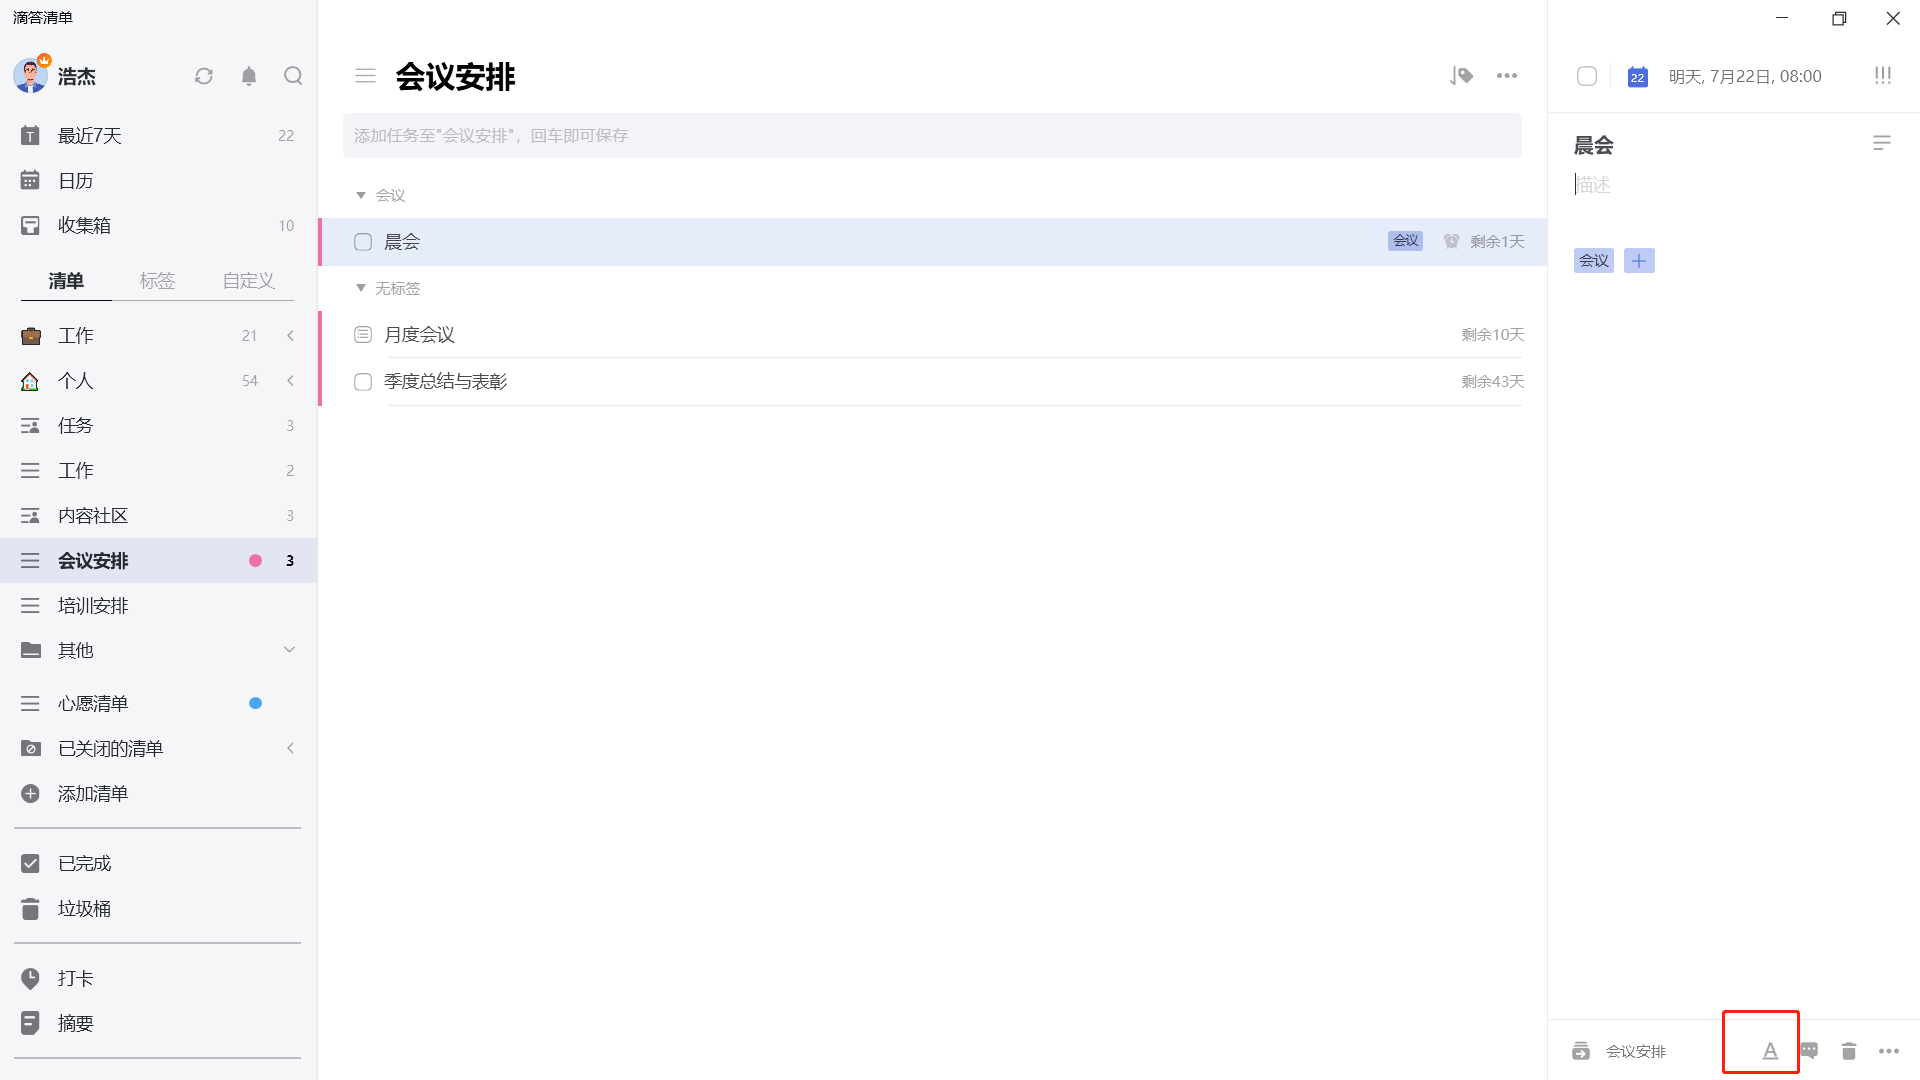 滴答清单
浩杰
最近7天 22
日历
收集箱 10
清单 标签 自定义
工作 21
个人 54
任务 3
工作 2
内容社区 3
会议安排 3
培训安排
其他
心愿清单
已关闭的清单
添加清单
已完成
垃圾桶
打卡
摘要
会议安排
添加任务至"会议安排"，回车即可保存
会议
晨会 会议 剩余1天
无标签
月度会议 剩余10天
季度总结与表彰 剩余43天
22 明天, 7月22日, 08:00
晨会
描述
会议
会议安排 A